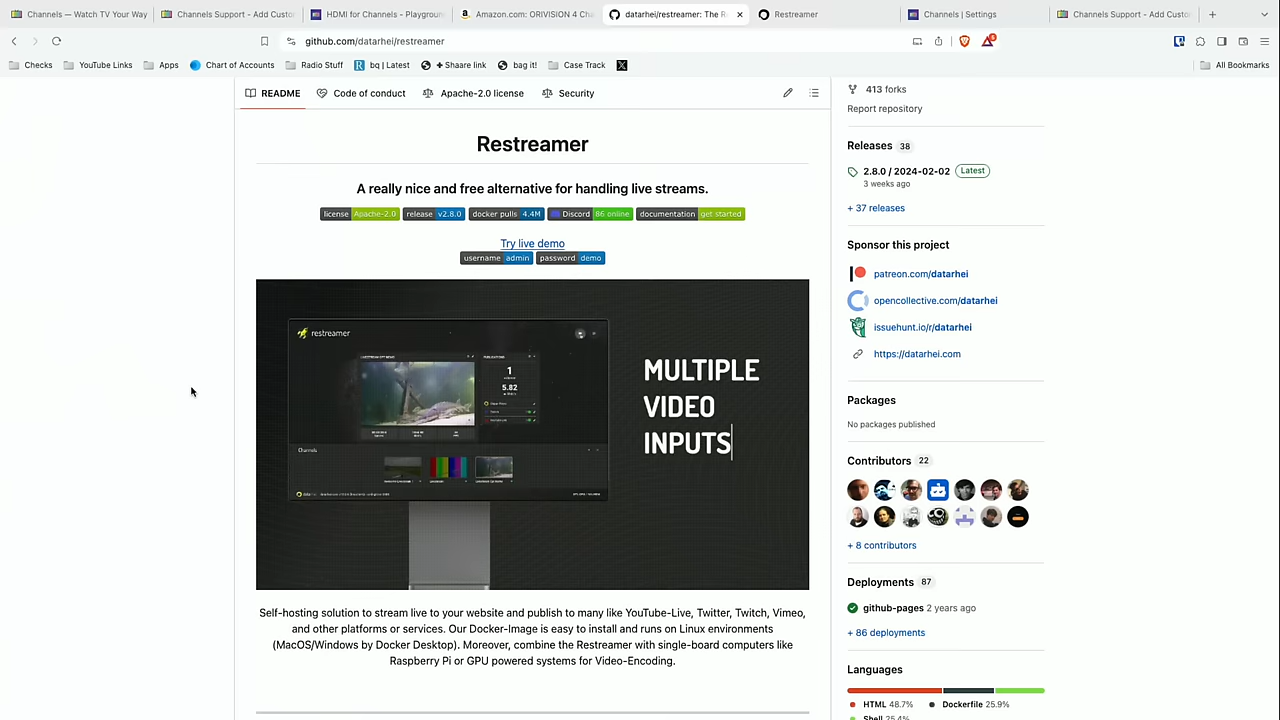 Channels — Watch TV Your Way
Channels Support - Add Custo
HDMI for Channels - Playgroun
Amazon.com: ORIVISION 4 Cha
datarhei/restreamer: The R
Restreamer
Channels | Settings
Channels Support - Add Custo
github.com/datarhei/restreamer
Checks
YouTube Links
Apps
Chart of Accounts
Radio Stuff
bq | Latest
+ Shaare link
bag it!
Case Track
All Bookmarks
README
Code of conduct
Apache-2.0 license
Security
Restreamer
A really nice and free alternative for handling live streams.
license Apache-2.0 release v2.8.0 docker pulls 4.4M Discord 86 online documentation get started
Try live demo
username admin password demo
restreamer
1
5.82
Channels
MULTIPLE
VIDEO
INPUTS
Self-hosting solution to stream live to your website and publish to many like YouTube-Live, Twitter, Twitch, Vimeo,
and other platforms or services. Our Docker-Image is easy to install and runs on Linux environments
(MacOS/Windows by Docker Desktop). Moreover, combine the Restreamer with single-board computers like
Raspberry Pi or GPU powered systems for Video-Encoding.
413 forks
Report repository
Releases 38
2.8.0 / 2024-02-02 Latest
3 weeks ago
+ 37 releases
Sponsor this project
patreon.com/datarhei
opencollective.com/datarhei
issuehunt.io/r/datarhei
https://datarhei.com
Packages
No packages published
Contributors 22
+ 8 contributors
Deployments 87
github-pages 2 years ago
+ 86 deployments
Languages
HTML 48.7% Dockerfile 25.9%
Shell 25.4%